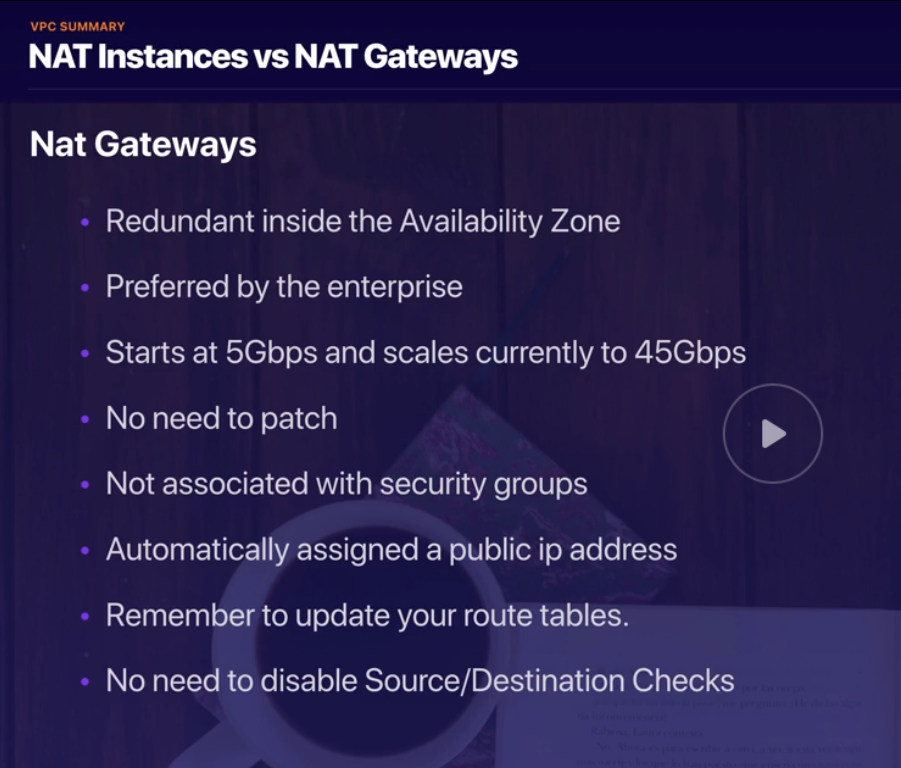 VPC SUMMARY
NAT Instances vs NAT Gateways
Nat Gateways
• Redundant inside the Availability Zone
• Preferred by the enterprise
• Starts at 5Gbps and scales currently to 45Gbps
• No need to patch
• Not associated with security groups
• Automatically assigned a public ip address
• Remember to update your route tables.
• No need to disable Source/Destination Checks